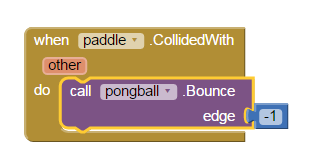 when paddle .CollidedWith
other
do call pongball .Bounce
edge -1